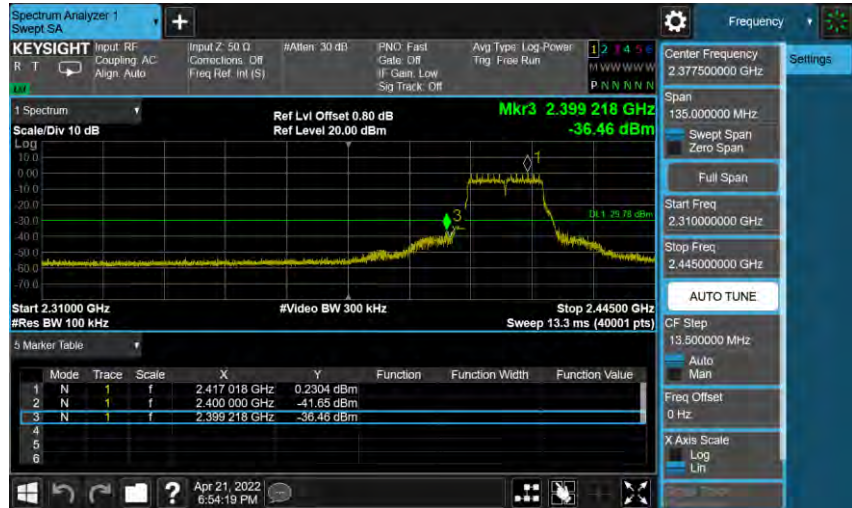 Spectrum Analyzer 1
Swept SA
+
Frequency
KEYSIGHT
R T
Input: RF
Coupling: AC
Align: Auto
Input Z: 50 Ω
Corrections: Off
Freq Ref: Int (S)
#Atten: 30 dB
PNO: Fast
Gate: Off
IF Gain: Low
Sig Track: Off
Avg Type: Log-Power
Trig: Free Run
1 2 3 4 5 6
M W W W W W
P N N N N N
Center Frequency
2.377500000 GHz
Settings
Span
135.000000 MHz
Swept Span
Zero Span
Full Span
Start Freq
2.310000000 GHz
Stop Freq
2.445000000 GHz
AUTO TUNE
CF Step
13.500000 MHz
Auto
Man
Freq Offset
0 Hz
X Axis Scale
Log
Lin
1 Spectrum
Scale/Div 10 dB
Ref Lvl Offset 0.80 dB
Ref Level 20.00 dBm
Mkr3 2.399 218 GHz
-36.46 dBm
Log
10.0
0.00
-10.0
-20.0
-30.0
-40.0
-50.0
-60.0
-70.0
1
3
DL1 -29.78 dBm
Start 2.31000 GHz
#Res BW 100 kHz
#Video BW 300 kHz
Stop 2.44500 GHz
Sweep 13.3 ms (40001 pts)
5 Marker Table
Mode Trace Scale X Y Function Function Width Function Value
1 N 1 f 2.417 018 GHz 0.2304 dBm
2 N 1 f 2.400 000 GHz -41.65 dBm
3 N 1 f 2.399 218 GHz -36.46 dBm
4
5
6
?
Apr 21, 2022
6:54:19 PM